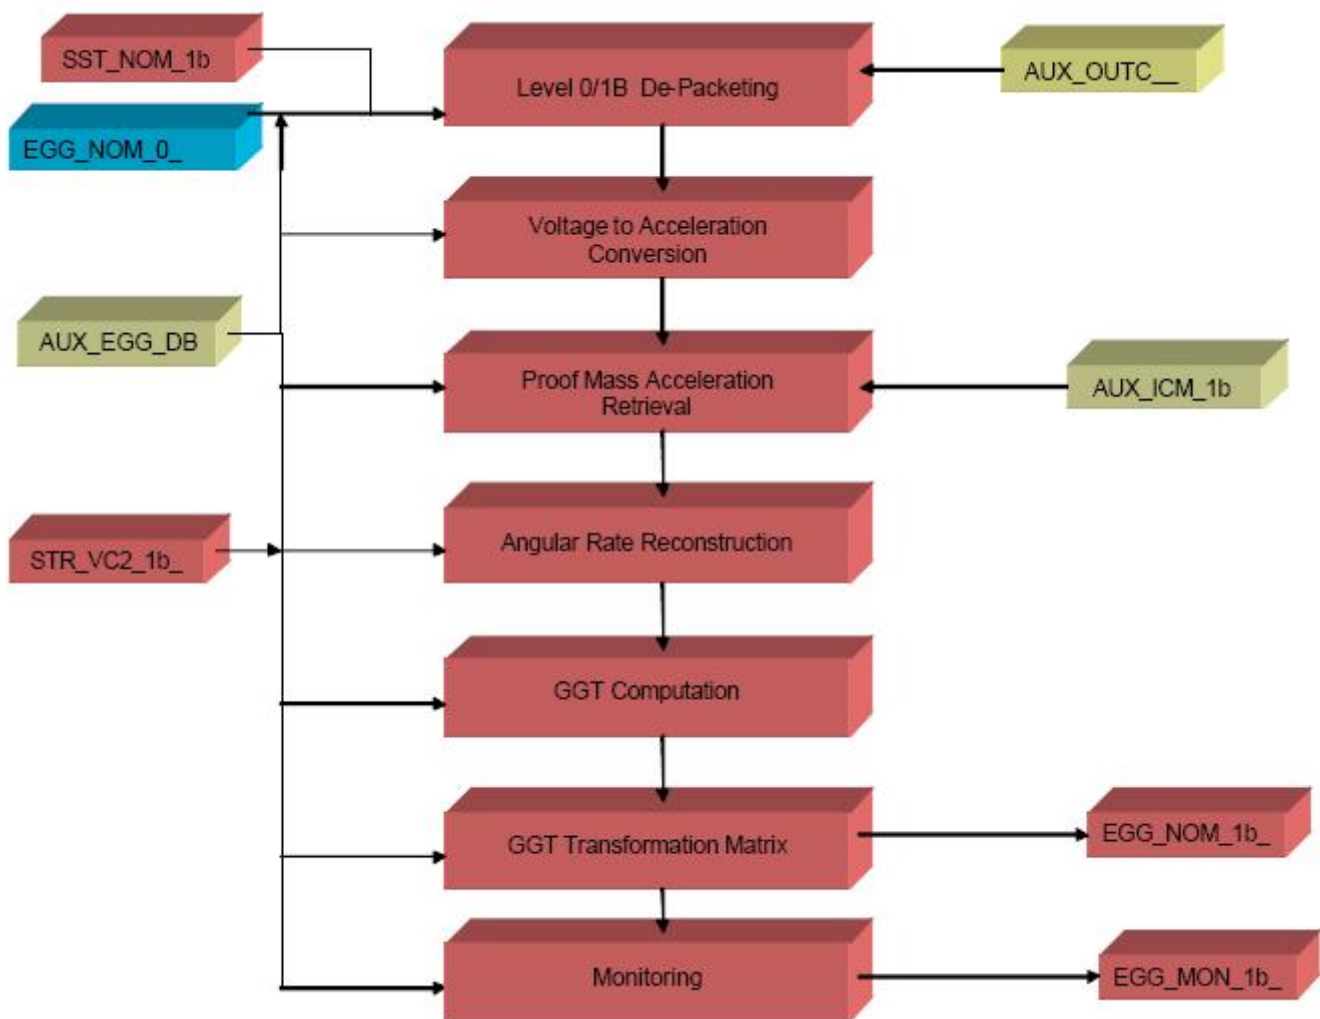 SST_NOM_1b
Level 0/1B De-Packeting
AUX_OUTC__
EGG_NOM_0_
Voltage to Acceleration
Conversion
AUX_EGG_DB
Proof Mass Acceleration
Retrieval
AUX_ICM_1b
STR_VC2_1b_
Angular Rate Reconstruction
GGT Computation
GGT Transformation Matrix
EGG_NOM_1b_
Monitoring
EGG_MON_1b_